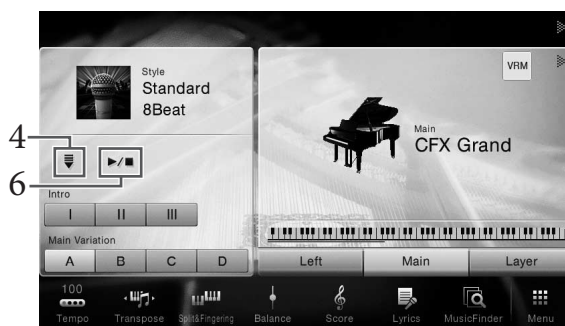 Style
Standard
8Beat
VRM
Main
CFX Grand
4
6
Intro
I II III
Main Variation
A B C D
Left Main Layer
100
Tempo Transpose Split&Fingering Balance Score Lyrics MusicFinder Menu